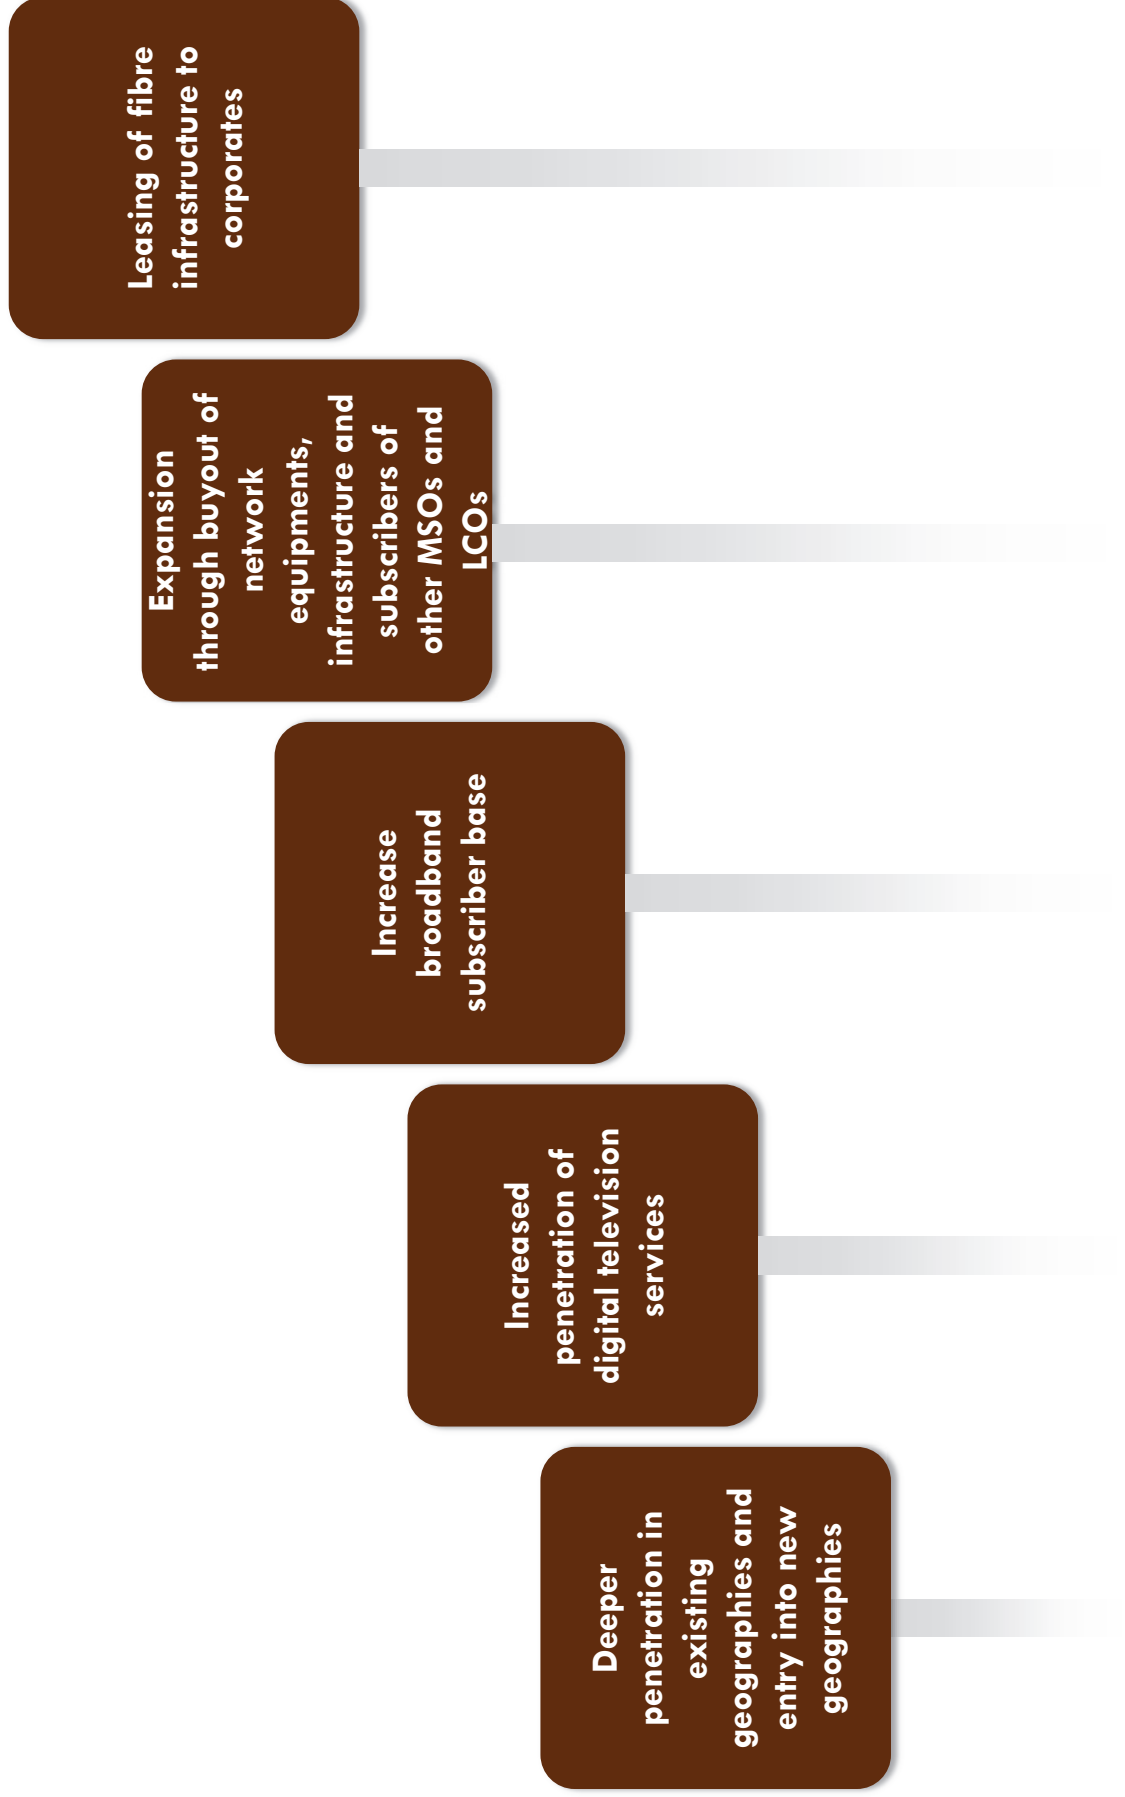 Deeper
penetration in
existing
geographies and
entry into new
geographies
Increased
penetration of
digital television
services
Increase
broadband
subscriber base
Expansion
through buyout of
network
equipments,
infrastructure and
subscribers of
other MSOs and
LCOs
Leasing of fibre
infrastructure to
corporates